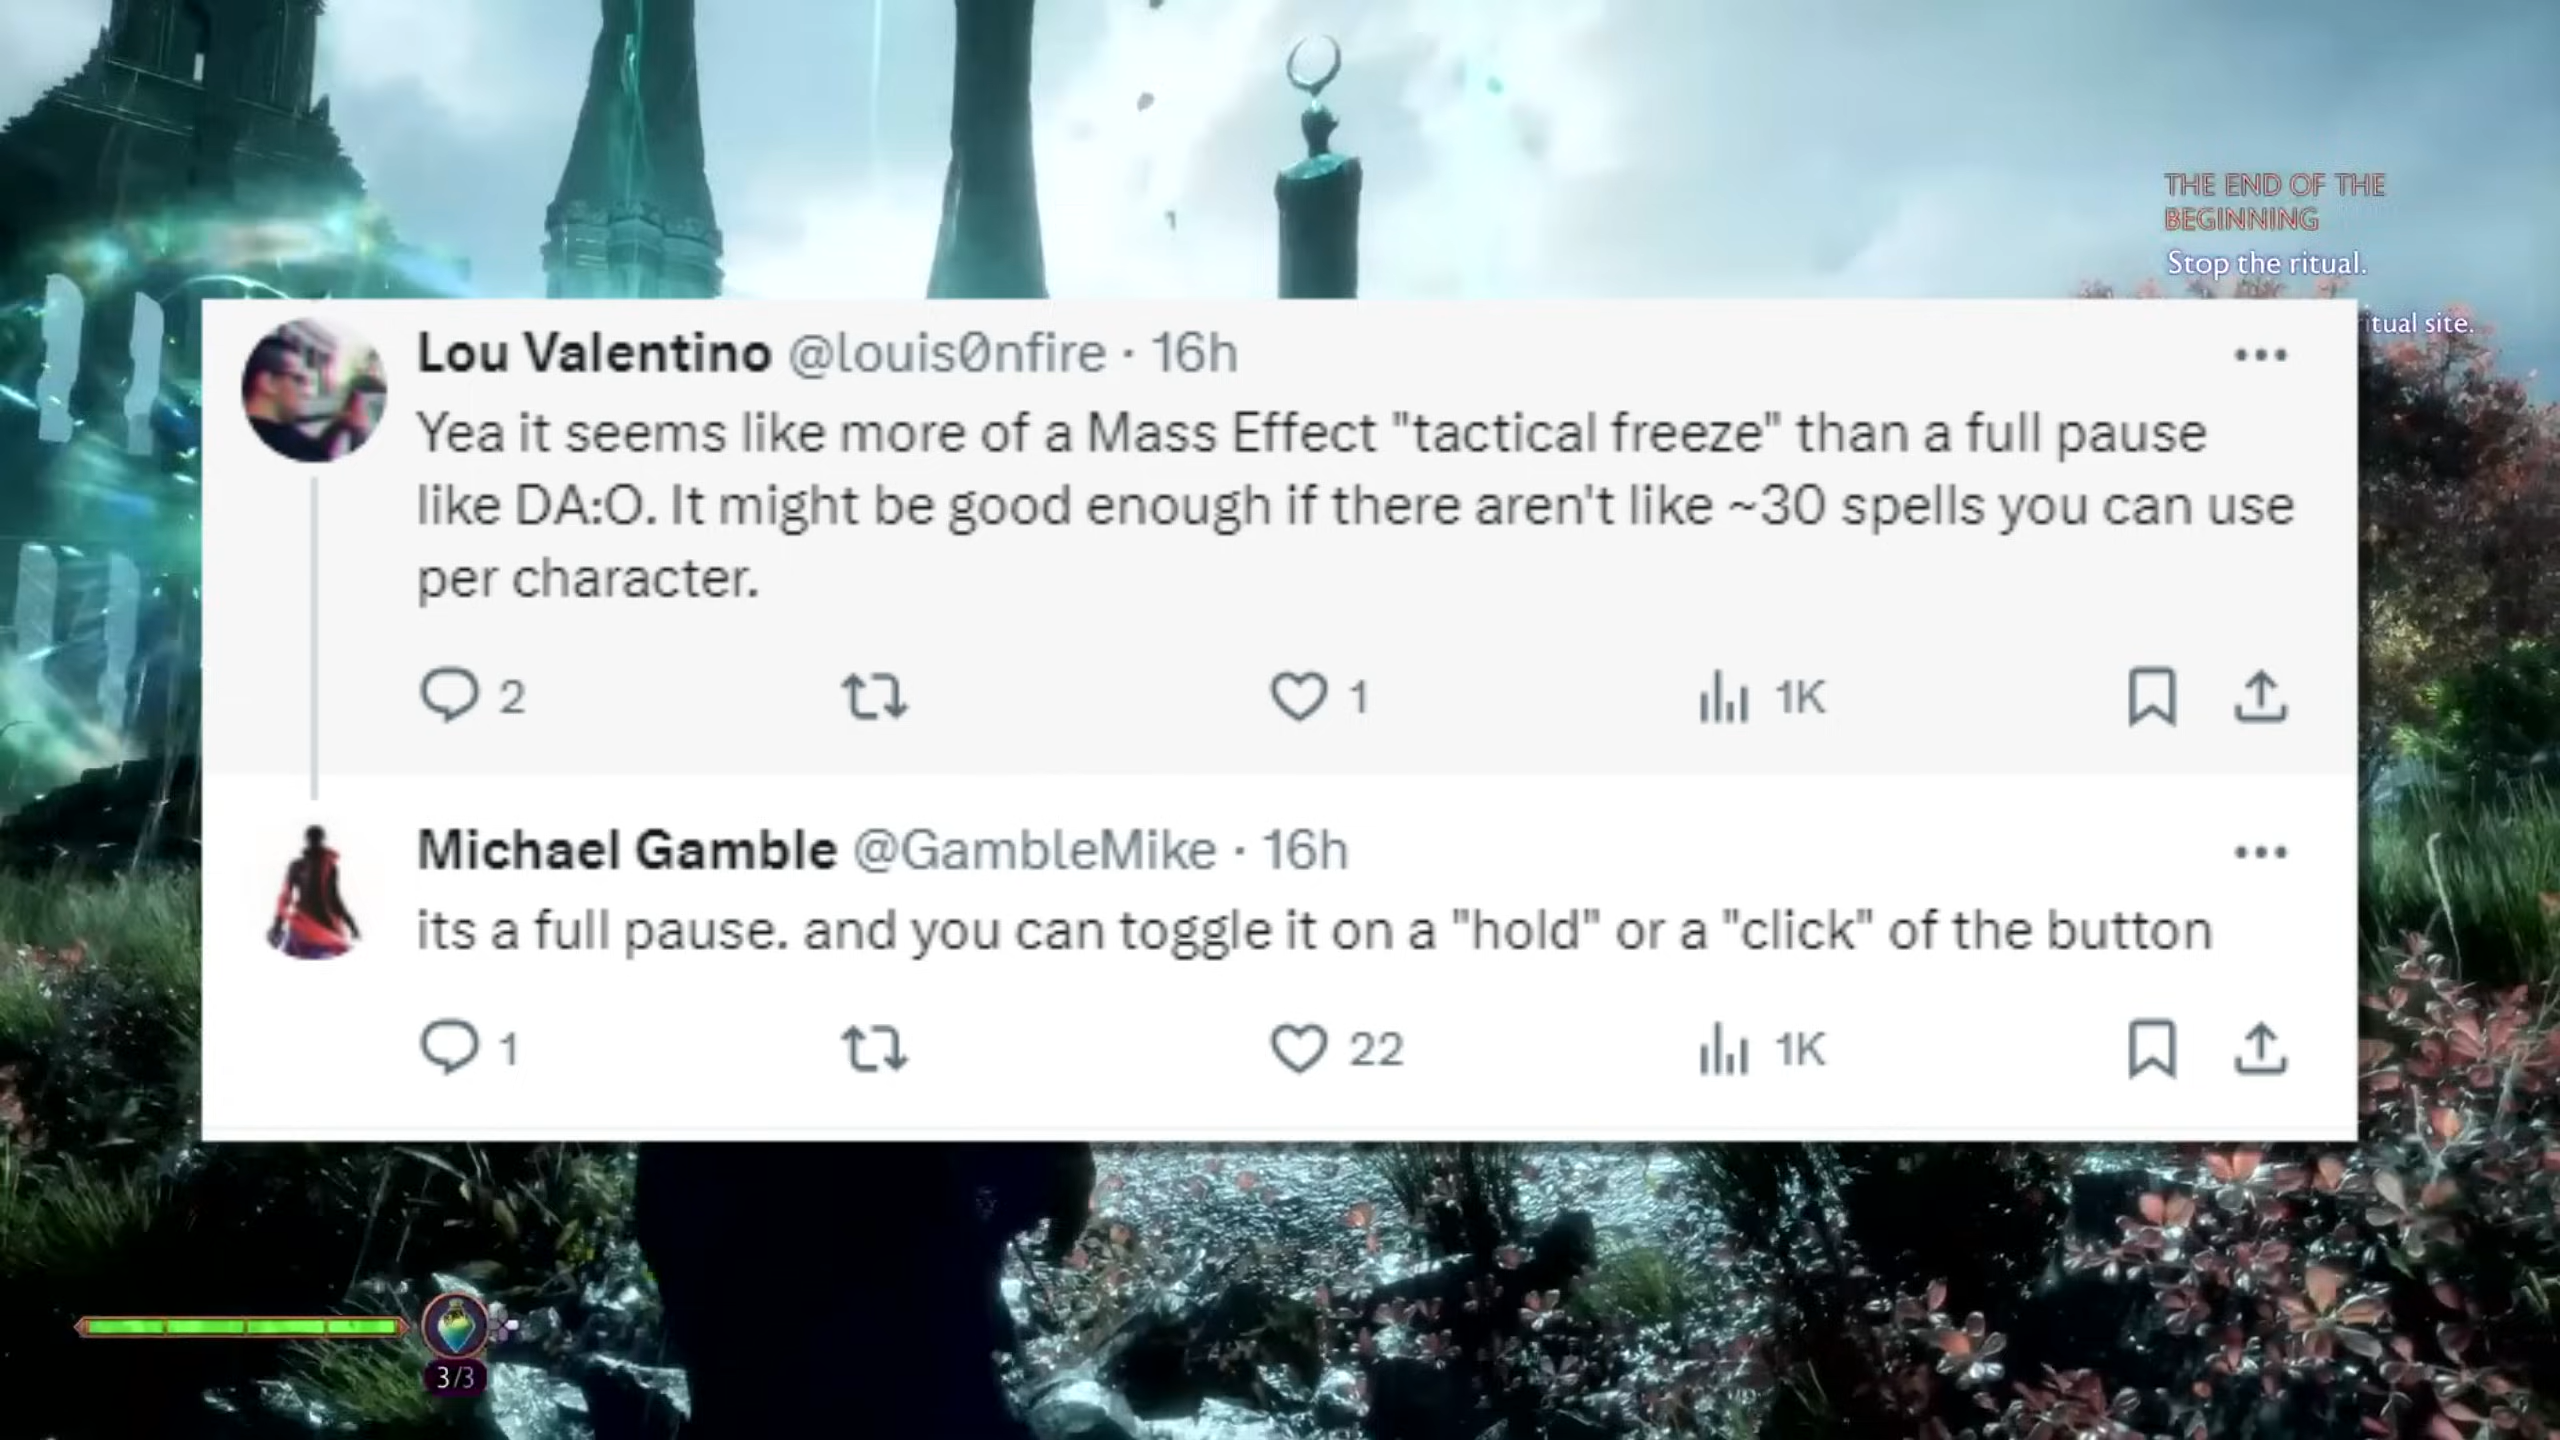 THE END OF THE
BEGINNING
Stop the ritual.
itual site.
Lou Valentino @louis0nfire · 16h
Yea it seems like more of a Mass Effect "tactical freeze" than a full pause
like DA:O. It might be good enough if there aren't like ~30 spells you can use
per character.
2 1 1K
Michael Gamble @GambleMike · 16h
its a full pause. and you can toggle it on a "hold" or a "click" of the button
1 22 1K
3/3